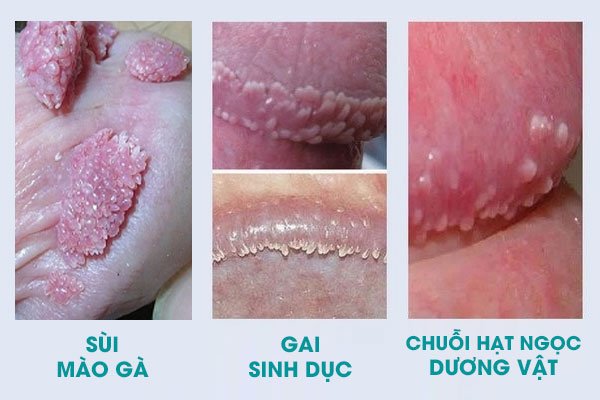 SÙI
MÀO GÀ
GAI
SINH DỤC
CHUỖI HẠT NGỌC
DƯƠNG VẬT